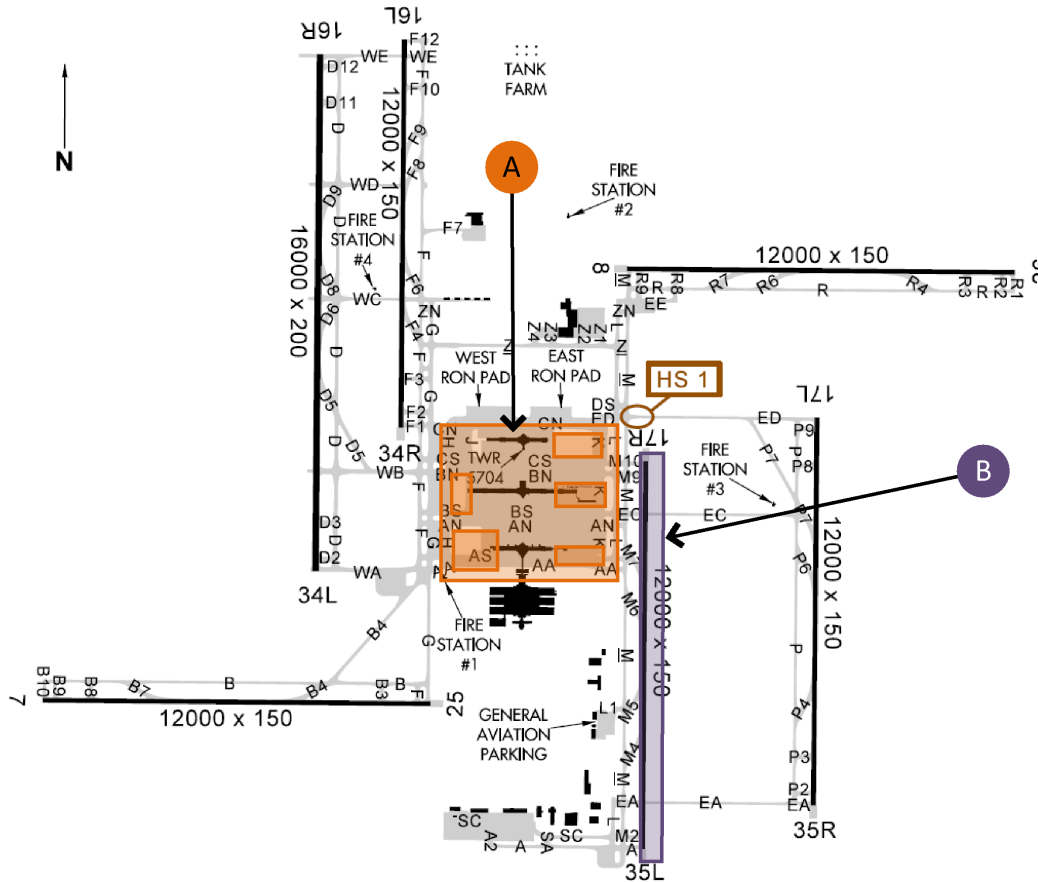 16R
16L
F12
WE
WE
D12
F
F10
TANK
FARM
D11
D
12000 x 150
F9
F8
N
A
FIRE
STATION
#2
WD
D9
D
FIRE
STATION
#4
F7
16000 x 200
F
12000 x 150
8
D8
WC
F6
D6
ZN
G
F4
M
R9
R
R8
R7
R6
R
R4
R3
R
R2
R1
EE
ZN
L
Z4
Z3
Z2
Z1
Z
Z
D
F
WEST
RON PAD
EAST
RON PAD
M
HS 1
F3
G
D5
DS
ED
ED
17L
F2
F1
CN
CN
17R
P9
H
J
K
L
34R
TWR
5704
CS
CS
M10
P7
P
P8
D
D5
WB
BN
BN
M9
FIRE
STATION
#3
B
F
K
M
L
BS
BS
EC
EC
P7
D3
AN
AN
AN
D
G
H
K
L
M7
D2
AS
P6
WA
AA
AA
AA
34L
12000 x 150
12000 x 150
M6
B4
FIRE
STATION
#1
G
M
P
B10
B9
B8
B7
B
B4
B3
B
F
7
25
12000 x 150
L1
M5
P4
GENERAL
AVIATION
PARKING
M4
P3
M
P2
EA
EA
EA
SC
L
35R
A2
A
SA
SC
M2
A
35L